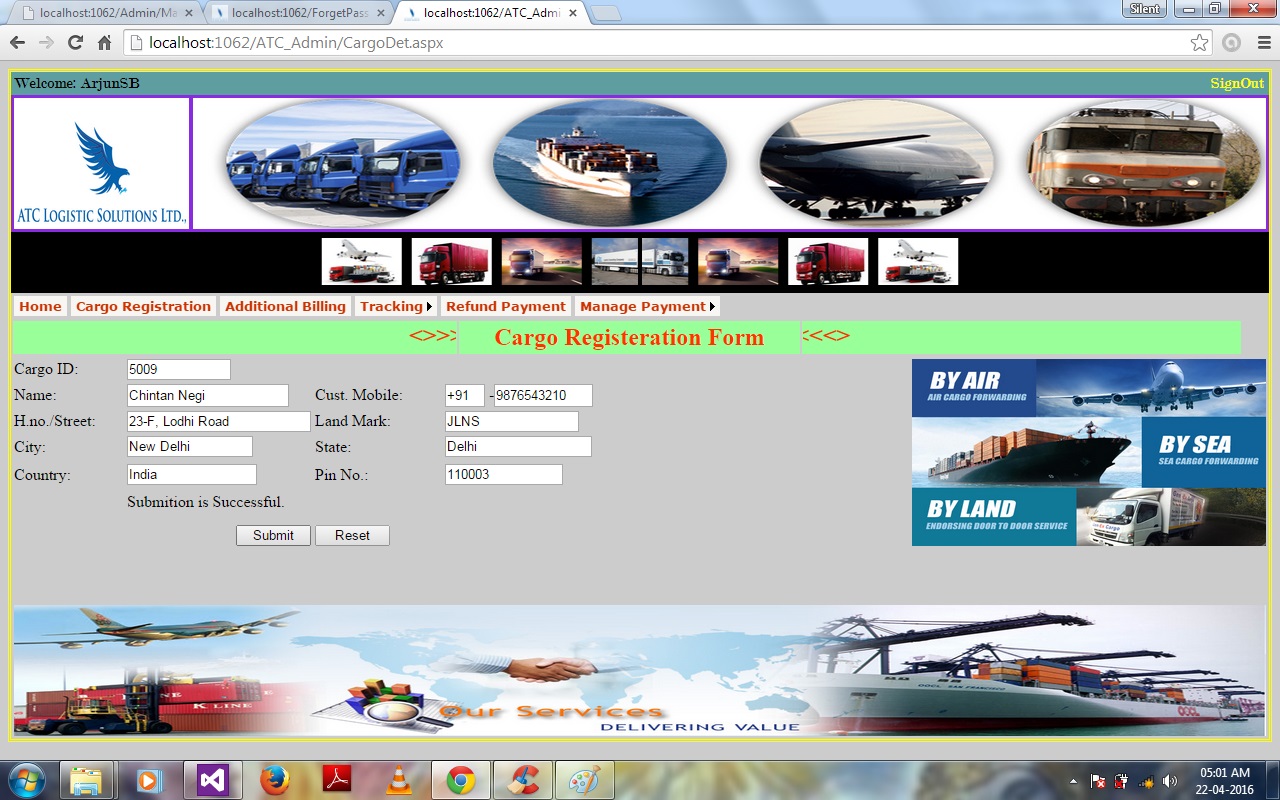 localhost:1062/Admin/Ma
localhost:1062/ForgetPass
localhost:1062/ATC_Admi
Silent
localhost:1062/ATC_Admin/CargoDet.aspx
Welcome: ArjunSB
SignOut
ATC LOGISTIC SOLUTIONS LTD.,
Home Cargo Registration Additional Billing Tracking Refund Payment Manage Payment
<>>> Cargo Registeration Form <<<>
Cargo ID: 5009
Name: Chintan Negi Cust. Mobile: +91 -9876543210
H.no./Street: 23-F, Lodhi Road Land Mark: JLNS
City: New Delhi State: Delhi
Country: India Pin No.: 110003
Submition is Successful.
Submit Reset
BY AIR
AIR CARGO FORWARDING
BY SEA
SEA CARGO FORWARDING
BY LAND
ENDORSING DOOR TO DOOR SERVICE
K LINE
OOCL SAN FRANCISCO
OOCL
Our Services
DELIVERING VALUE
05:01 AM
22-04-2016